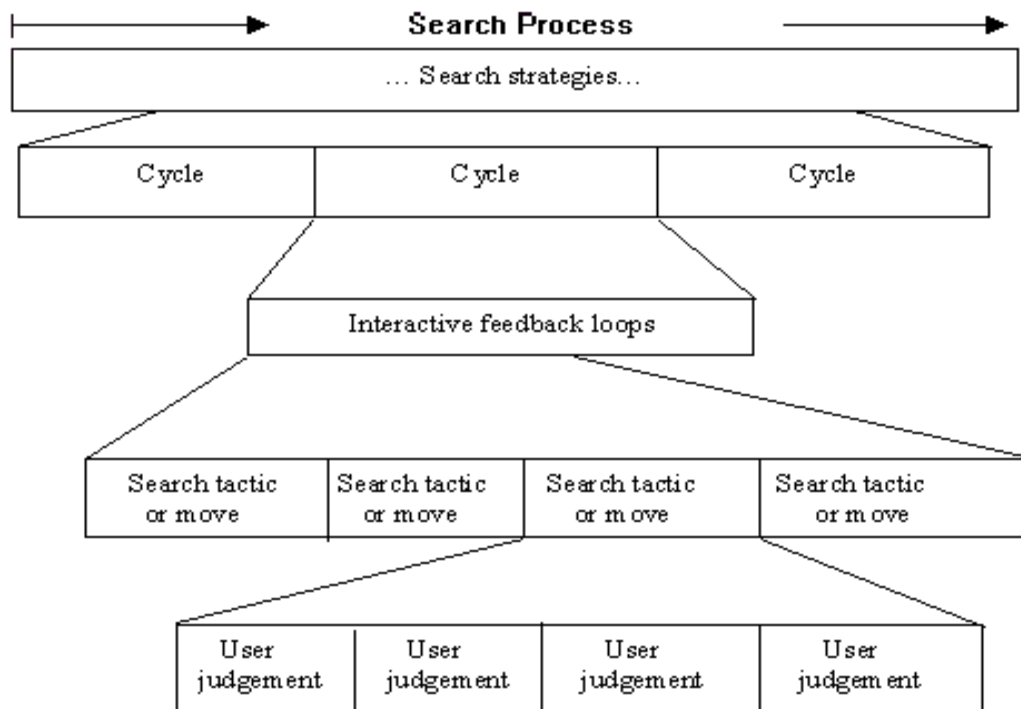 Search Process
... Search strategies...
Cycle Cycle Cycle
Interactive feedback loops
Search tactic Search tactic Search tactic Search tactic
or move or move or move or move
User User User User
judgement judgement judgement judgement